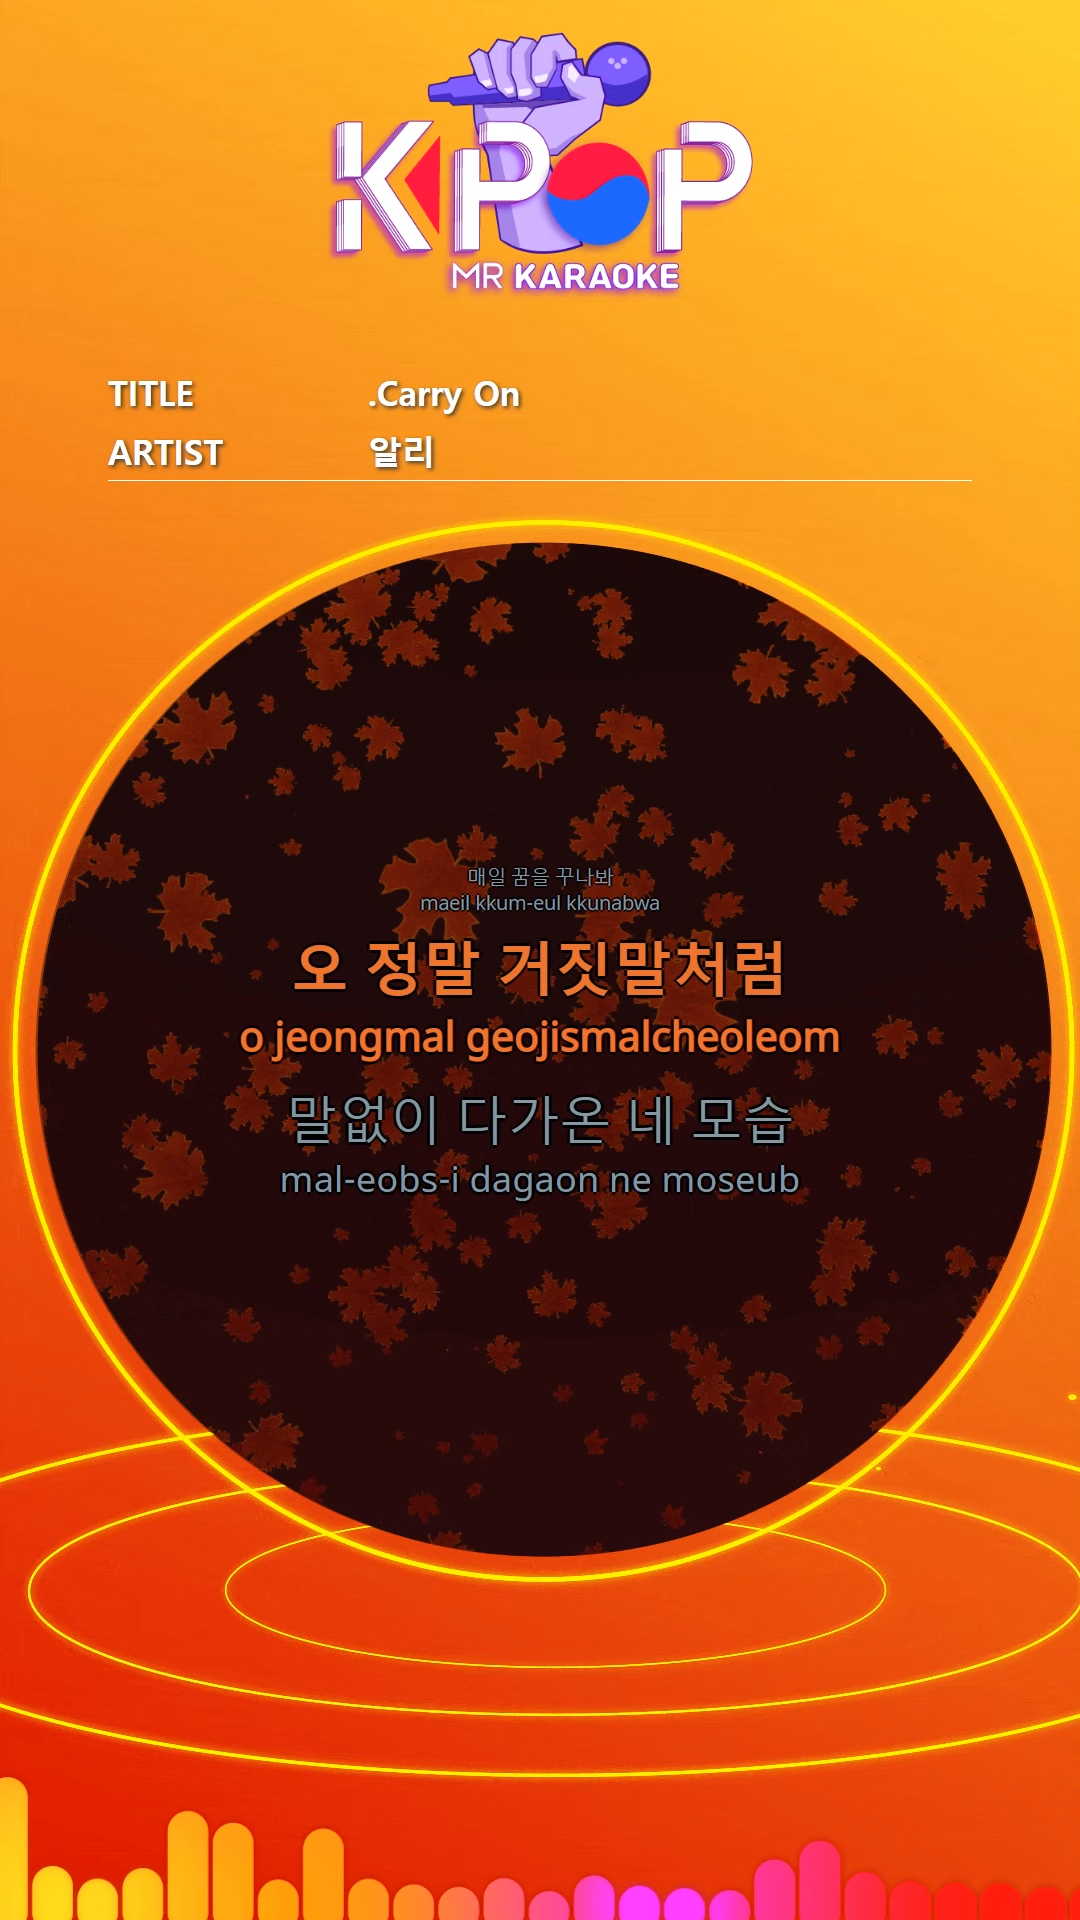 KPOP
MR KARAOKE
TITLE .Carry On
ARTIST 알리
매일 꿈을 꾸나봐
maeil kkum-eul kkunabwa
오 정말 거짓말처럼
o jeongmal geojismalcheoleom
말없이 다가온 네 모습
mal-eobs-i dagaon ne moseub